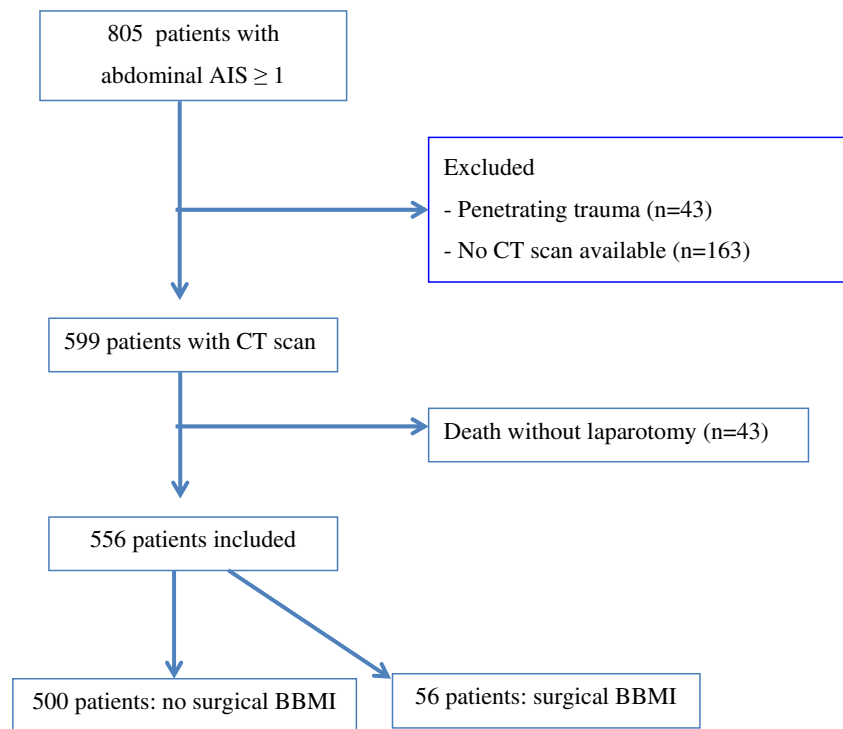 805 patients with
abdominal AIS ≥ 1
Excluded
- Penetrating trauma (n=43)
- No CT scan available (n=163)
599 patients with CT scan
Death without laparotomy (n=43)
556 patients included
500 patients: no surgical BBMI
56 patients: surgical BBMI